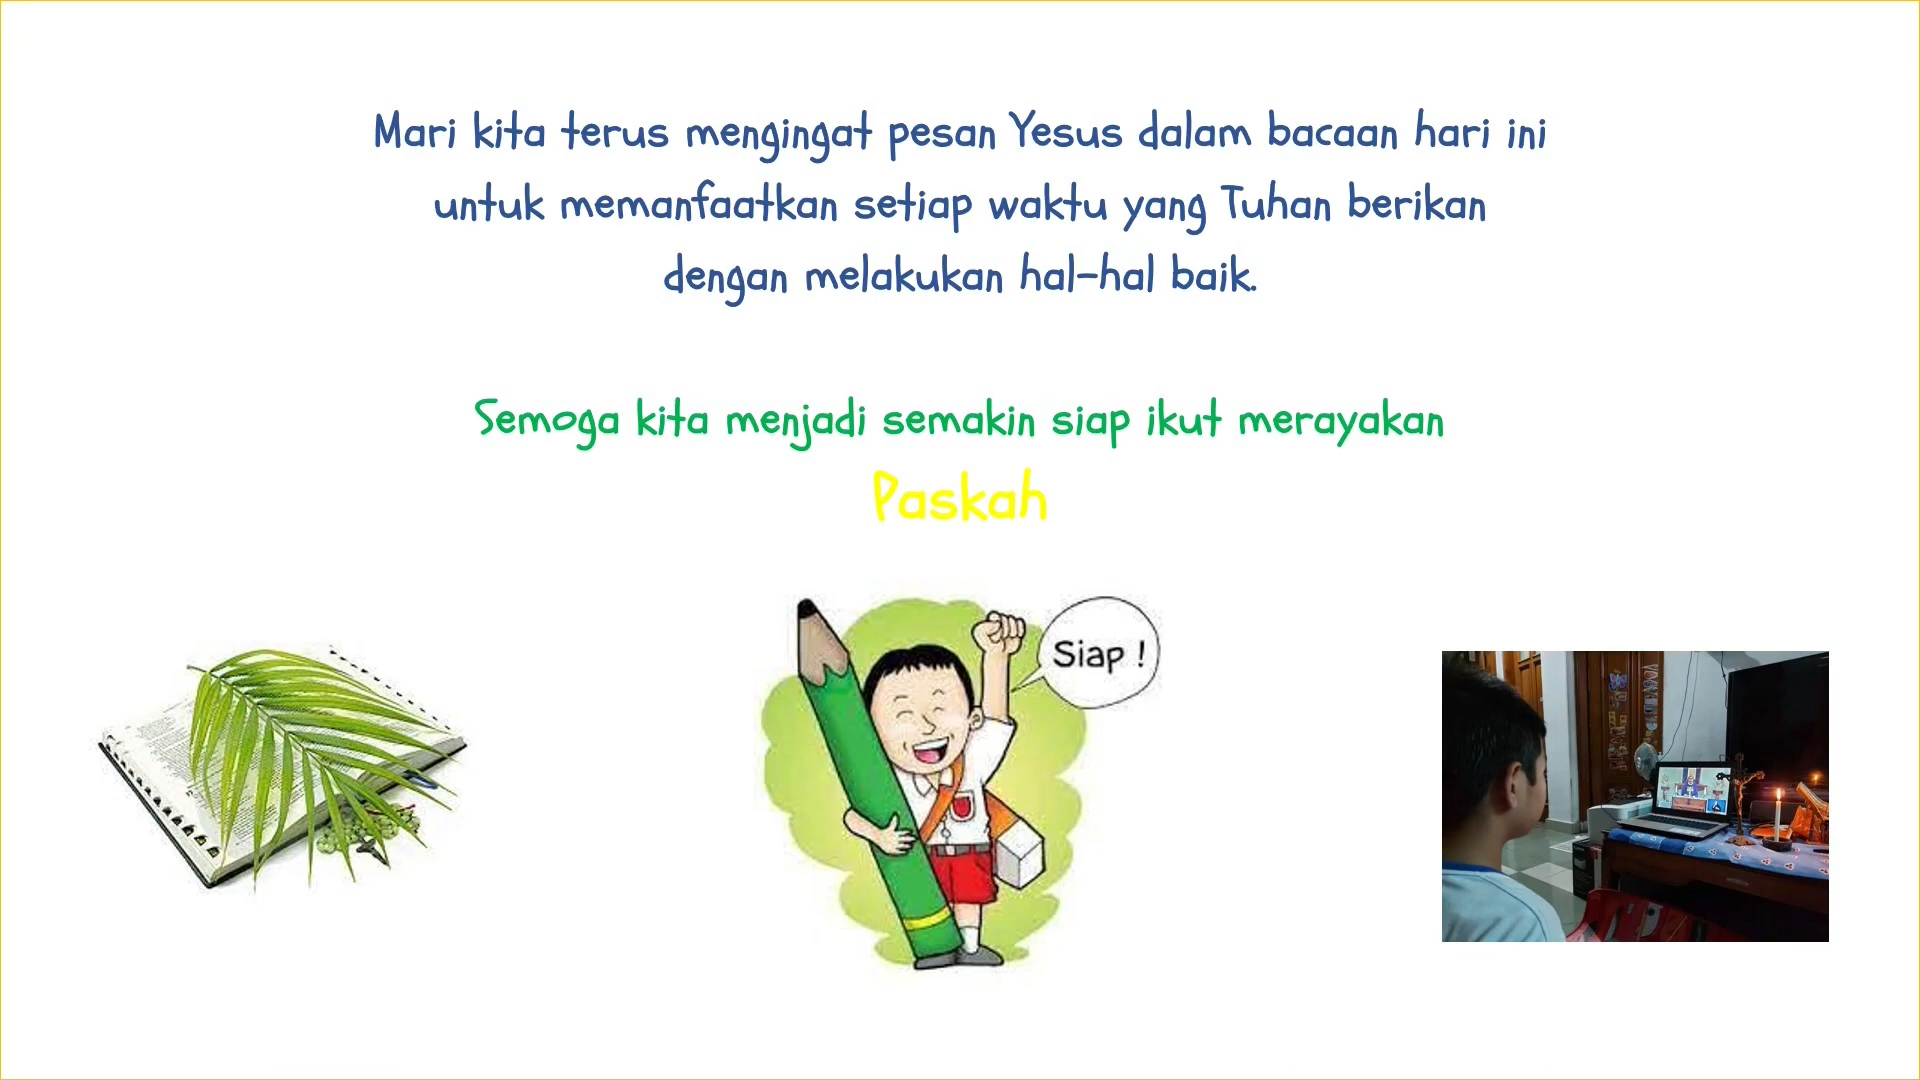 Mari kita terus mengingat pesan Yesus dalam bacaan hari ini
untuk memanfaatkan setiap waktu yang Tuhan berikan
dengan melakukan hal-hal baik.
Semoga kita menjadi semakin siap ikut merayakan
Paskah
Siap !